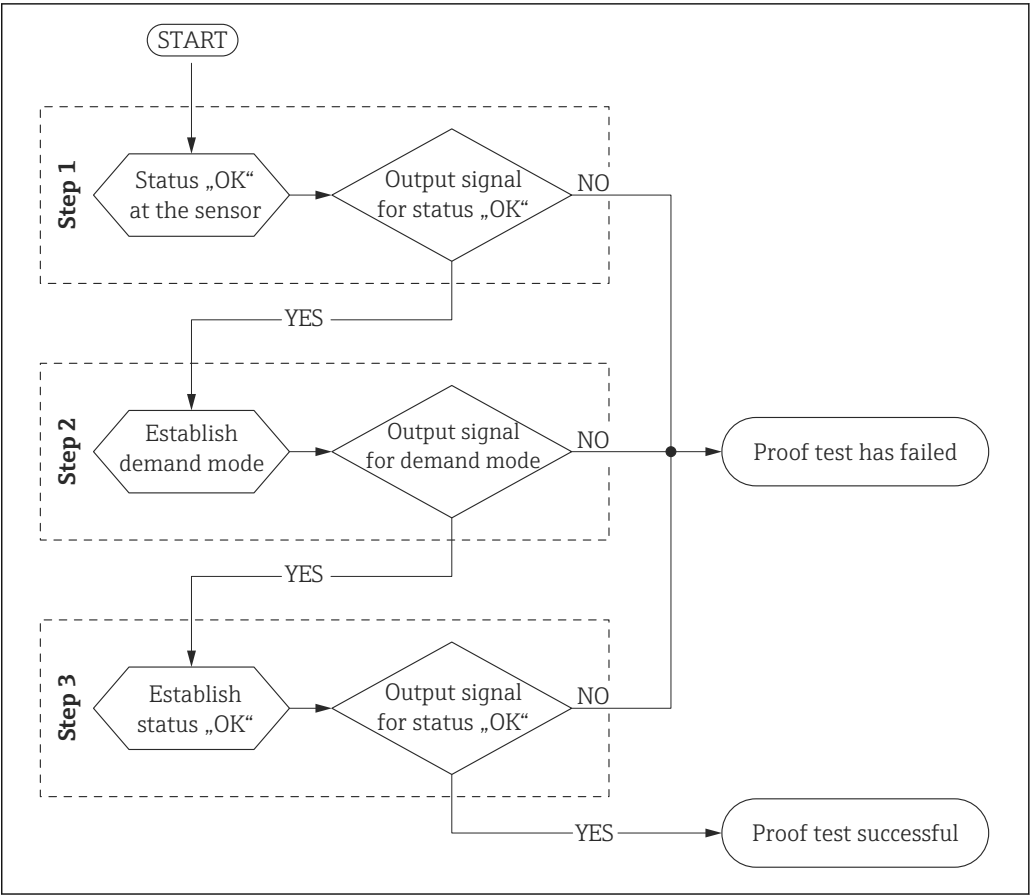 START
Step 1
Status „OK“
at the sensor
Output signal
for status „OK“
NO
YES
Step 2
Establish
demand mode
Output signal
for demand mode
NO
Proof test has failed
YES
Step 3
Establish
status „OK“
Output signal
for status „OK“
NO
YES
Proof test successful